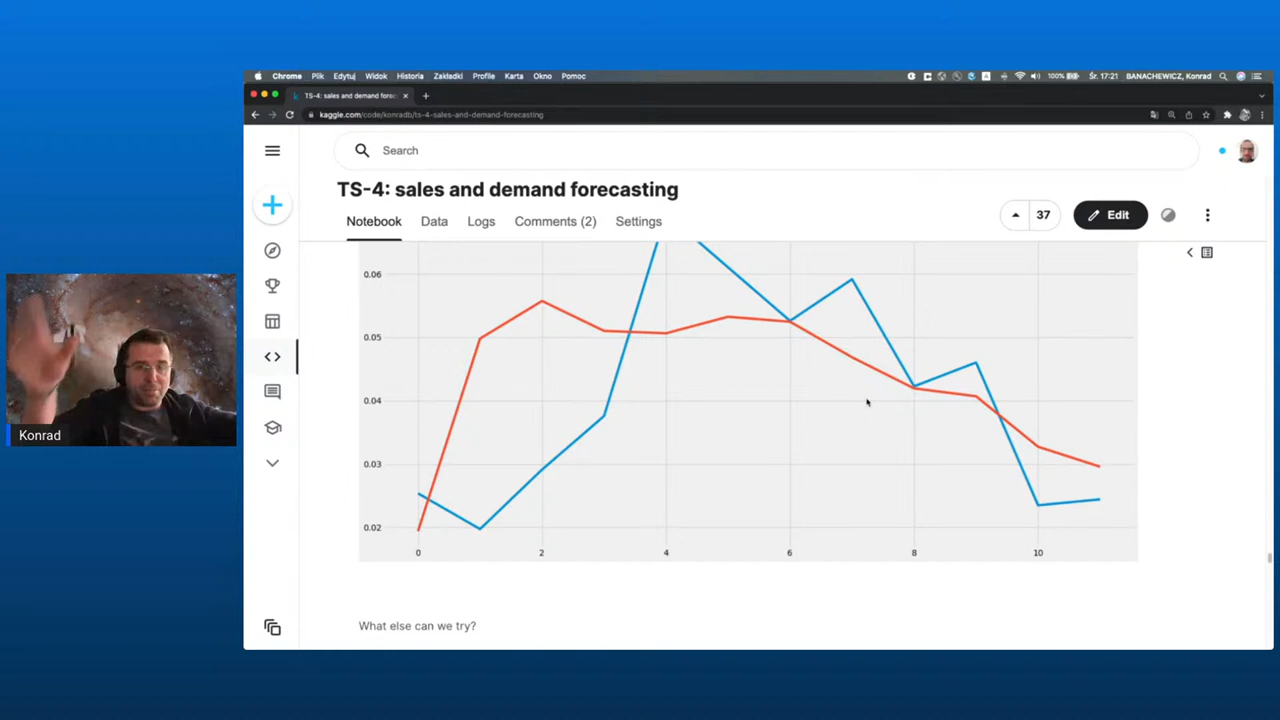 Chrome Plik Edytuj Widok Historia Zakładki Profile Karta Okno Pomoc 100% Śr. 17:21 BANACHEWICZ, Konrad
TS-4: sales and demand forec
kaggle.com/code/konradb/ts-4-sales-and-demand-forecasting
Search
TS-4: sales and demand forecasting
37
Edit
Notebook Data Logs Comments (2) Settings
0.06
0.05
0.04
0.03
0.02
0 2 4 6 8 10
What else can we try?
Konrad